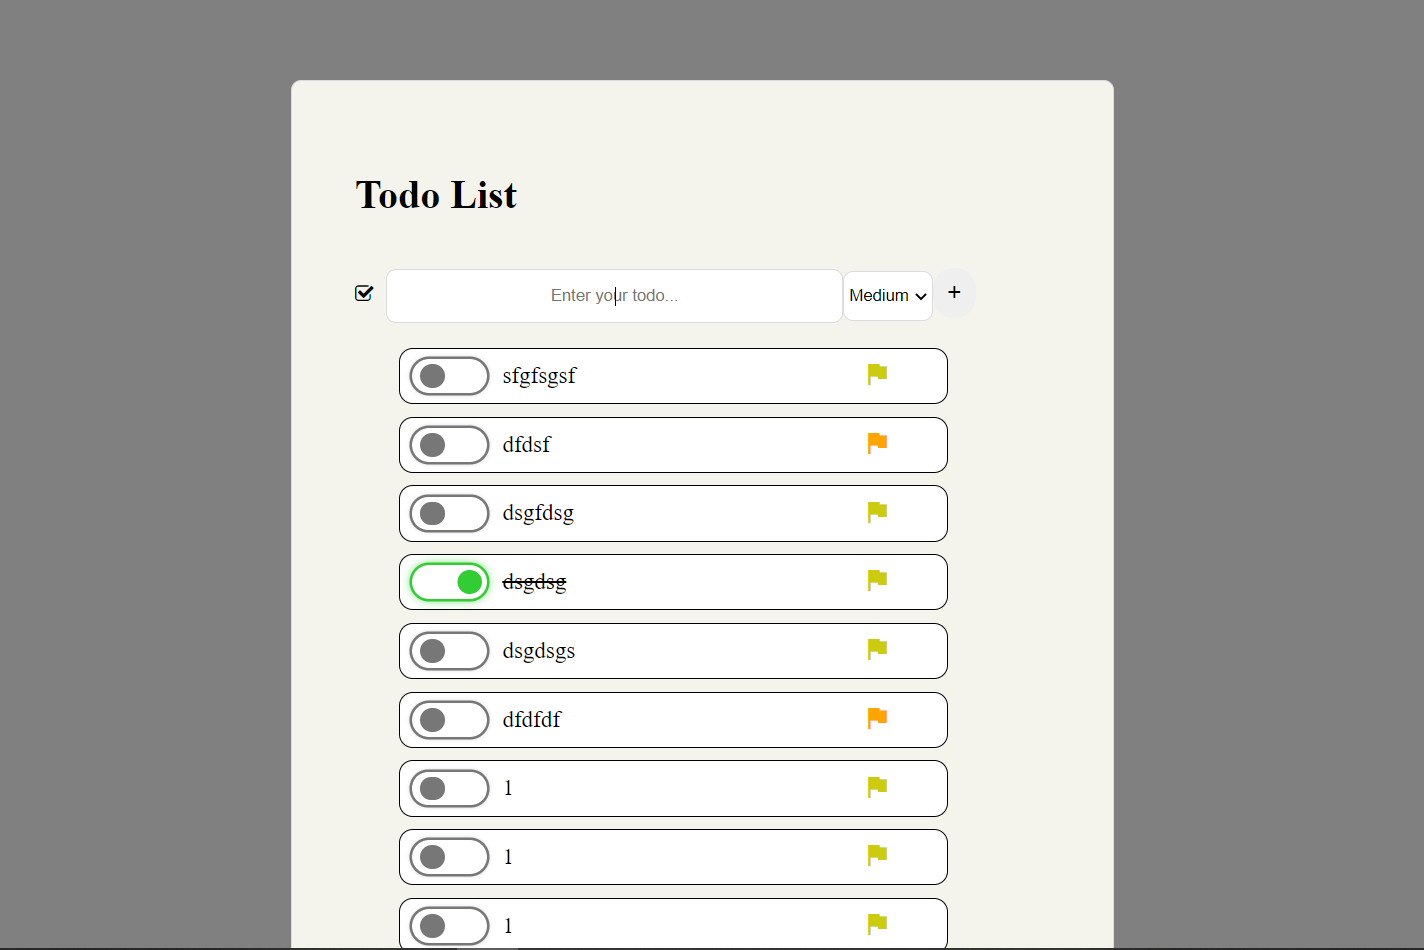 Todo List
Enter your todo... Medium +
sfgfsgsf
dfdsf
dsgfdsg
dsgdsg
dsgdsgs
dfdfdf
1
1
1